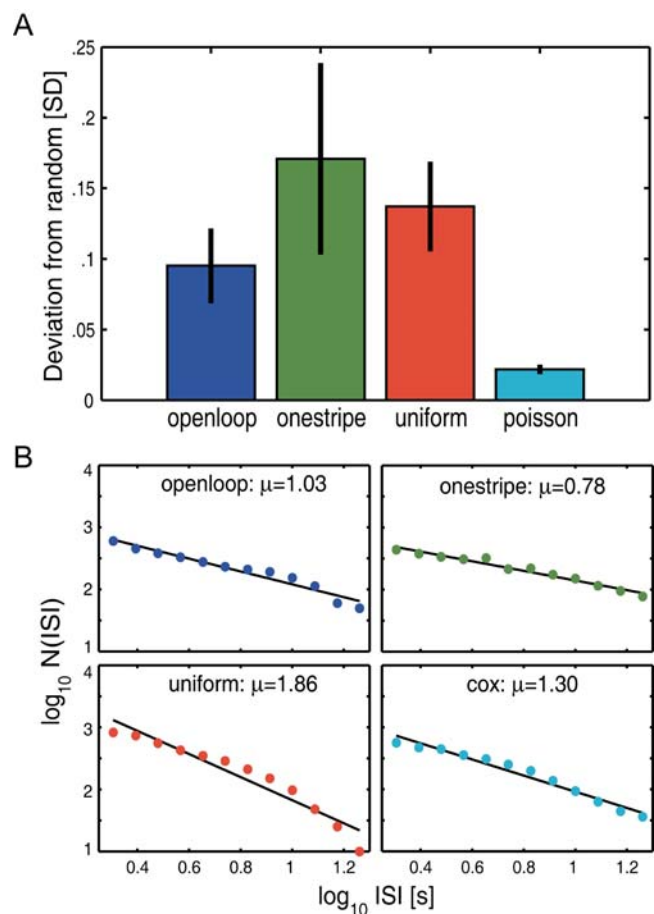 A
Deviation from random [SD]
.25
.2
.15
.1
.05
0
openloop onestripe uniform poisson
B
log10 N(ISI)
4
3
2
1
openloop: μ=1.03
onestripe: μ=0.78
4
3
2
1
uniform: μ=1.86
cox: μ=1.30
0.4 0.6 0.8 1 1.2 0.4 0.6 0.8 1 1.2
log10 ISI [s]